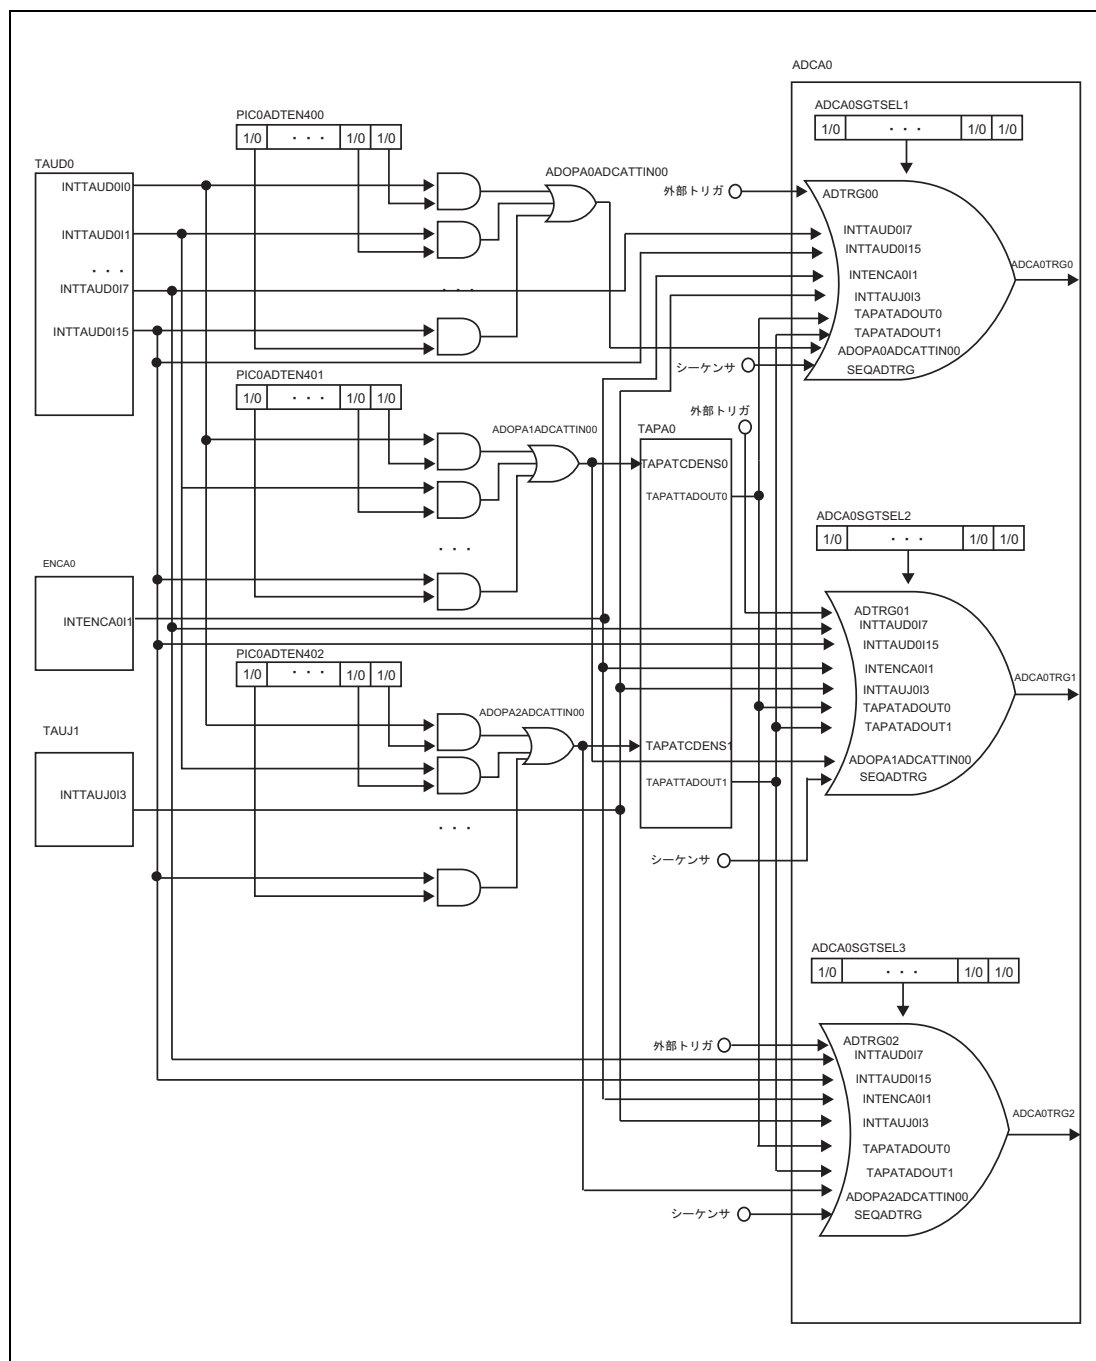 ADCA0
PIC0ADTEN400
1/0 ・・・ 1/0 1/0
ADCA0SGTSEL1
1/0 ・・・ 1/0 1/0
TAUD0
INTTAUD0I0
INTTAUD0I1
・・・
INTTAUD0I7
INTTAUD0I15
ADOPA0ADCATTIN00
・・・
外部トリガ
ADTRG00
INTTAUD0I7
INTTAUD0I15
INTENCA0I1
INTTAUJ0I3
TAPATADOUT0
TAPATADOUT1
ADOPA0ADCATTIN00
SEQADTRG
ADCA0TRG0
シーケンサ
PIC0ADTEN401
1/0 ・・・ 1/0 1/0
ADOPA1ADCATTIN00
・・・
TAPA0
TAPATCDENS0
TAPATTADOUT0
TAPATCDENS1
TAPATTADOUT1
外部トリガ
ADCA0SGTSEL2
1/0 ・・・ 1/0 1/0
ENCA0
INTENCA0I1
ADTRG01
INTTAUD0I7
INTTAUD0I15
INTENCA0I1
INTTAUJ0I3
TAPATADOUT0
TAPATADOUT1
ADOPA1ADCATTIN00
SEQADTRG
ADCA0TRG1
PIC0ADTEN402
1/0 ・・・ 1/0 1/0
ADOPA2ADCATTIN00
・・・
TAUJ1
INTTAUJ0I3
シーケンサ
ADCA0SGTSEL3
1/0 ・・・ 1/0 1/0
外部トリガ
ADTRG02
INTTAUD0I7
INTTAUD0I15
INTENCA0I1
INTTAUJ0I3
TAPATADOUT0
TAPATADOUT1
ADOPA2ADCATTIN00
SEQADTRG
ADCA0TRG2
シーケンサ